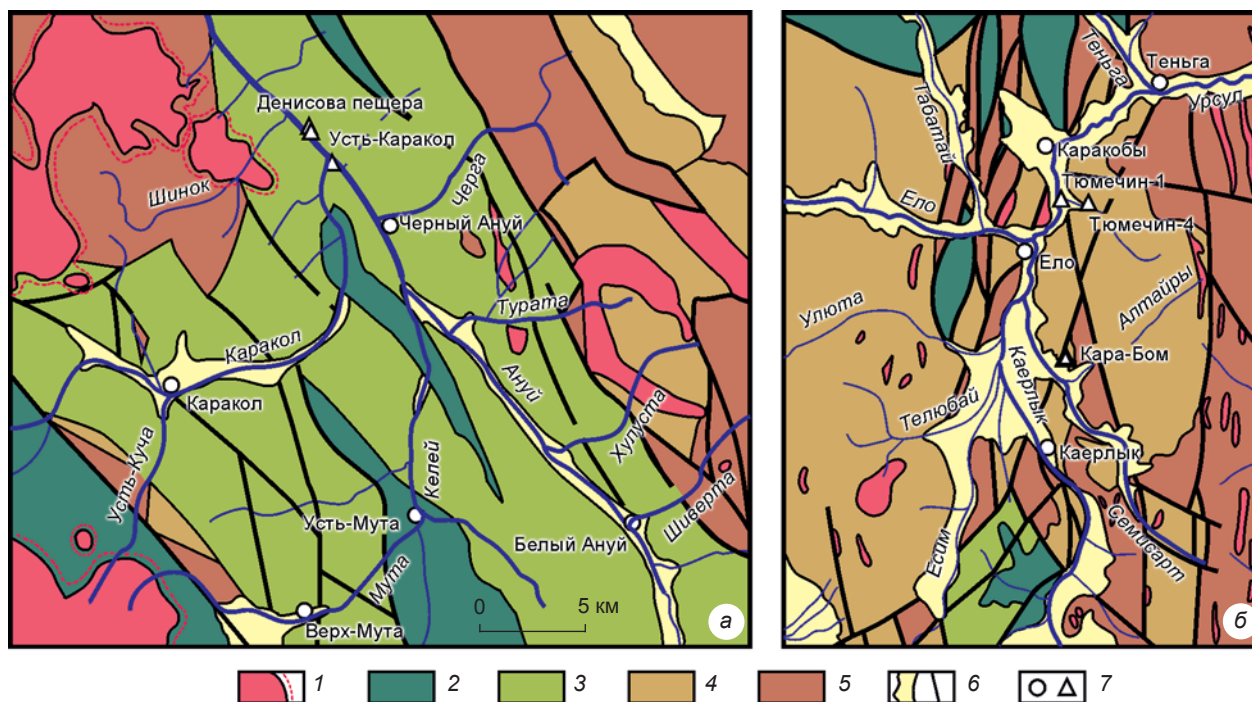 Денисова пещера
Усть-Каракол
Шинок
Черга
Черный Ануй
Турата
Каракол
Каракол
Ануй
Хулуста
Усть-Куча
Келей
Шиверта
Усть-Мута
Белый Ануй
Мута
0 5 км
Верх-Мута
а
Теньга
Теньга
Урсул
Табатай
Каракобы
Тюмечин-1
Ело
Тюмечин-4
Ело
Улюта
Алтайры
Кара-Бом
Каерлык
Телюбай
Каерлык
Семисарт
Есим
б
1 2 3 4 5 6 7